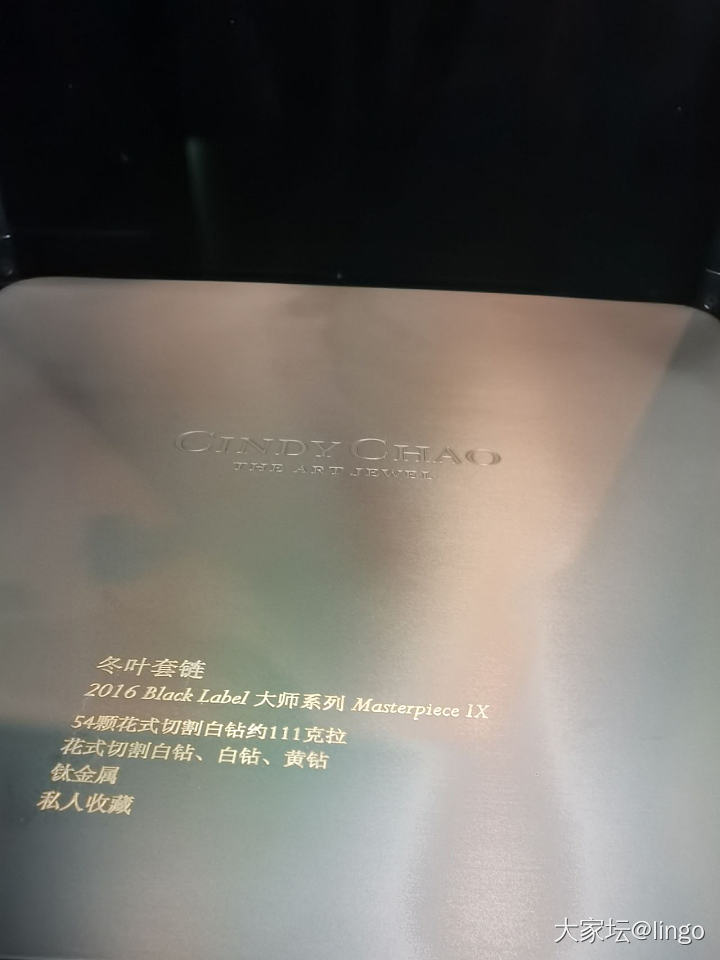 CINDY CHAO
THE ART JEWEL
冬叶套链
2016 Black Label 大师系列 Masterpiece IX
54颗花式切割白钻约111克拉
花式切割白钻、白钻、黄钻
钛金属
私人收藏
大家坛@lingo